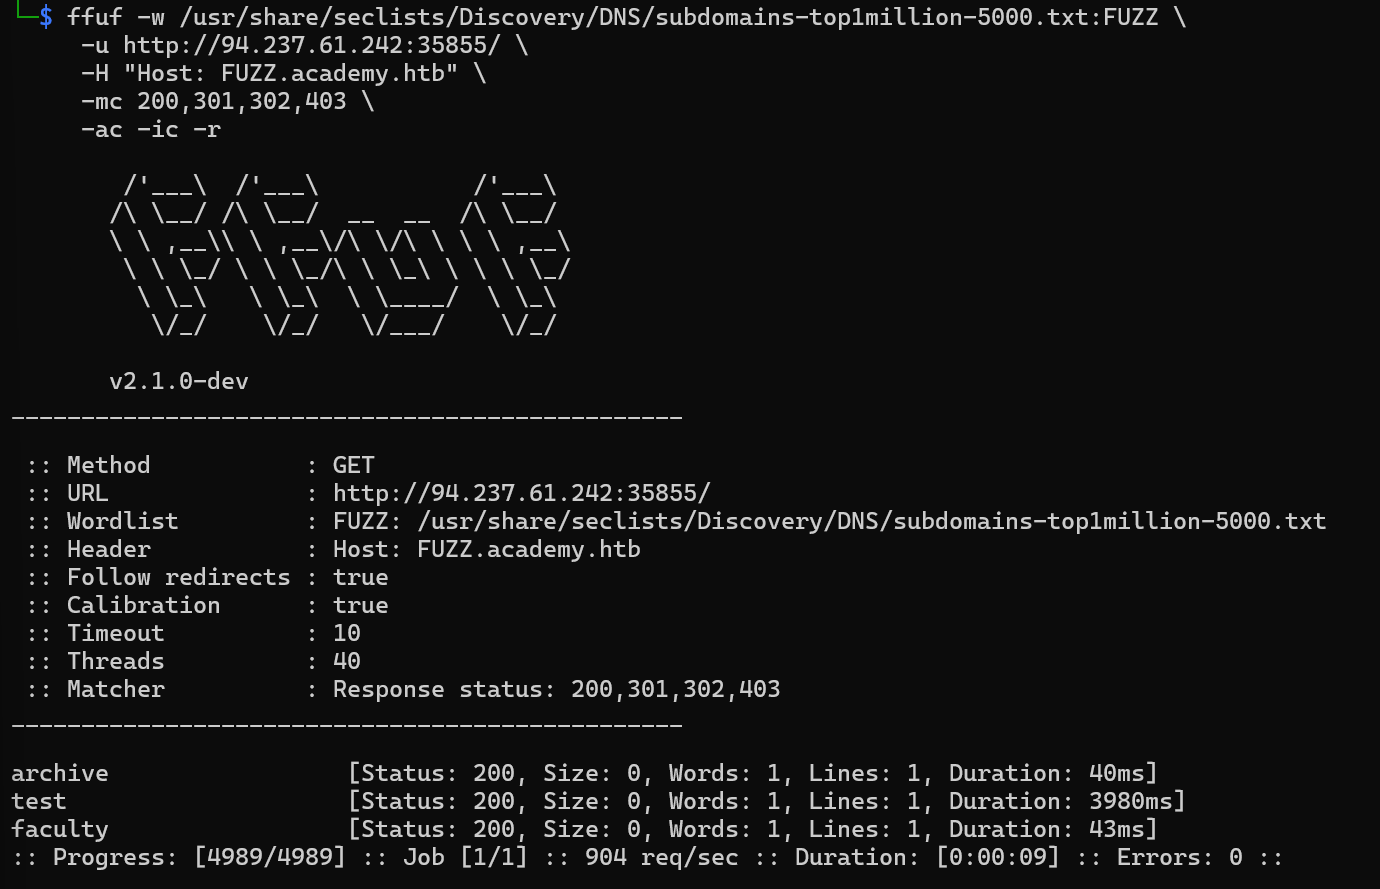 └─$ ffuf -w /usr/share/seclists/Discovery/DNS/subdomains-top1million-5000.txt:FUZZ \
     -u http://94.237.61.242:35855/ \
     -H "Host: FUZZ.academy.htb" \
     -mc 200,301,302,403 \
     -ac -ic -r

        /'___\  /'___\           /'___\
       /\ \__/ /\ \__/  __  __  /\ \__/
       \ \ ,__\\ \ ,__\/\ \/\ \ \ \ ,__\
        \ \ \_/ \ \ \_/\ \ \_\ \ \ \ \_/
         \ \_\   \ \_\  \ \____/  \ \_\
          \/_/    \/_/   \/___/    \/_/

       v2.1.0-dev
________________________________________________

 :: Method           : GET
 :: URL              : http://94.237.61.242:35855/
 :: Wordlist         : FUZZ: /usr/share/seclists/Discovery/DNS/subdomains-top1million-5000.txt
 :: Header           : Host: FUZZ.academy.htb
 :: Follow redirects : true
 :: Calibration      : true
 :: Timeout          : 10
 :: Threads          : 40
 :: Matcher          : Response status: 200,301,302,403
________________________________________________

archive                 [Status: 200, Size: 0, Words: 1, Lines: 1, Duration: 40ms]
test                    [Status: 200, Size: 0, Words: 1, Lines: 1, Duration: 3980ms]
faculty                 [Status: 200, Size: 0, Words: 1, Lines: 1, Duration: 43ms]
:: Progress: [4989/4989] :: Job [1/1] :: 904 req/sec :: Duration: [0:00:09] :: Errors: 0 ::